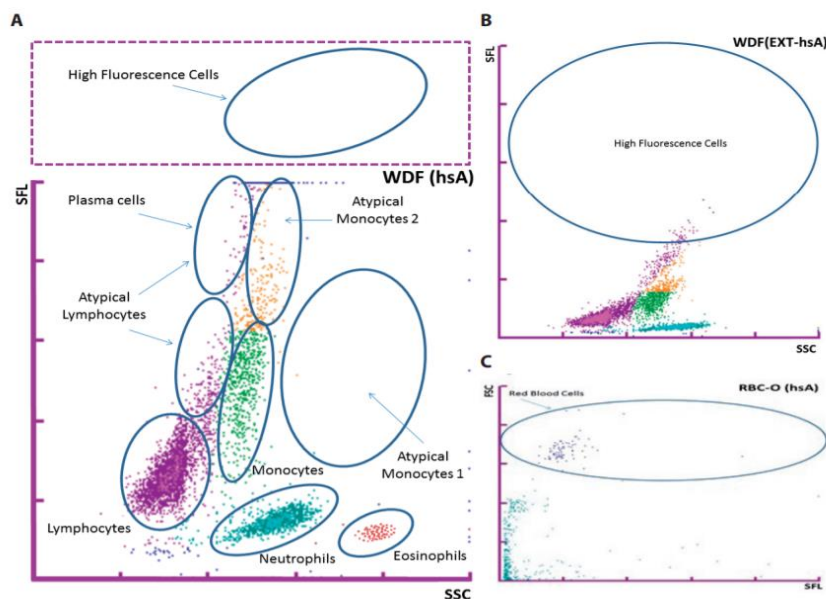 A
High Fluorescence Cells
WDF (hsA)
SFL
Plasma cells
Atypical
Monocytes 2
Atypical
Lymphocytes
Atypical
Monocytes 1
Monocytes
Lymphocytes
Neutrophils
Eosinophils
SSC
B
SFL
WDF(EXT-hsA)
High Fluorescence Cells
SSC
C
FSC
RBC-O (hsA)
Red Blood Cells
SFL